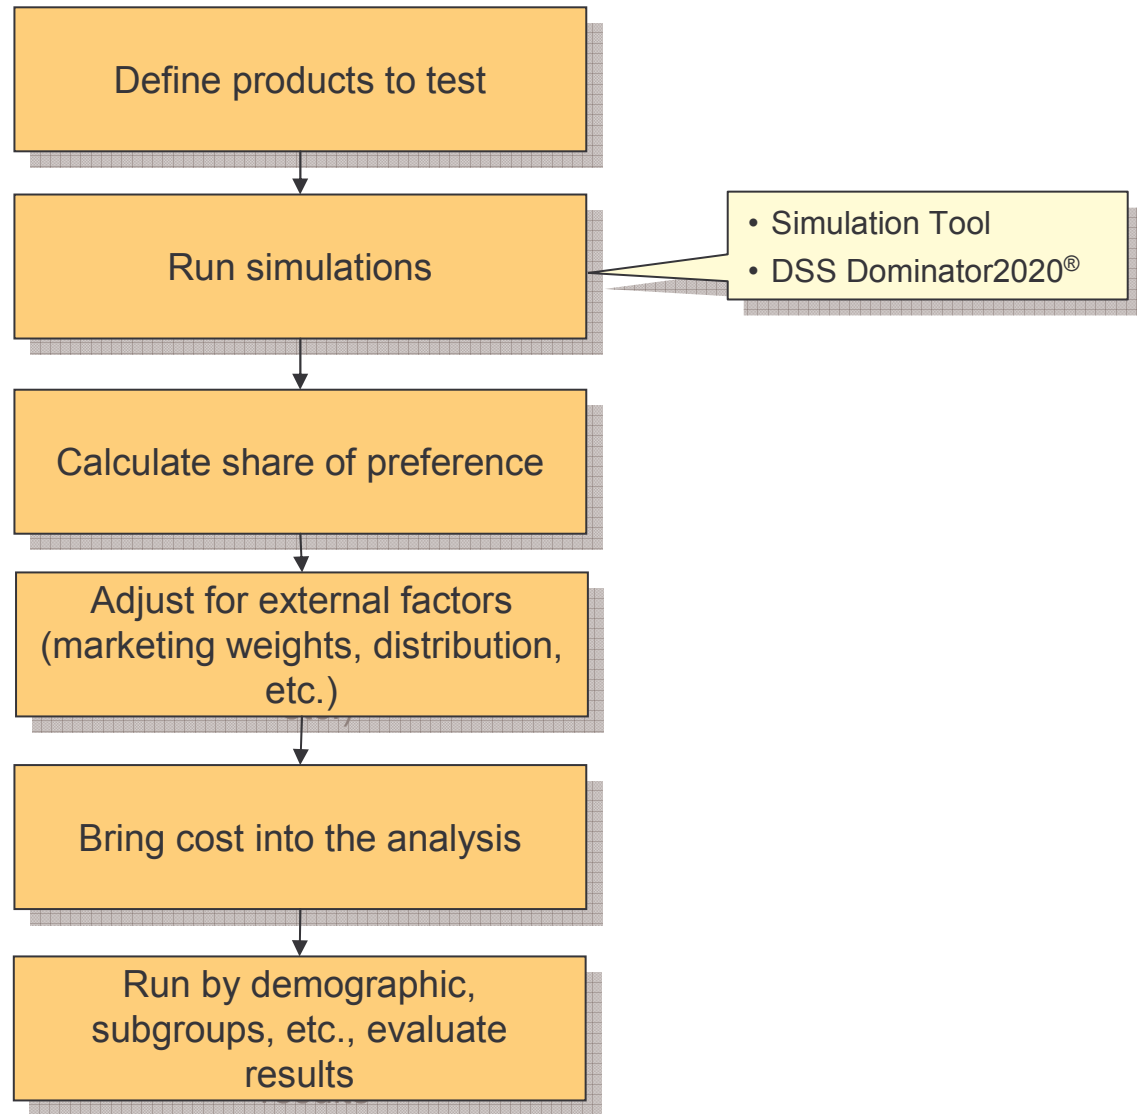 Define products to test
Run simulations
• Simulation Tool
• DSS Dominator2020®
Calculate share of preference
Adjust for external factors
(marketing weights, distribution,
etc.)
Bring cost into the analysis
Run by demographic,
subgroups, etc., evaluate
results